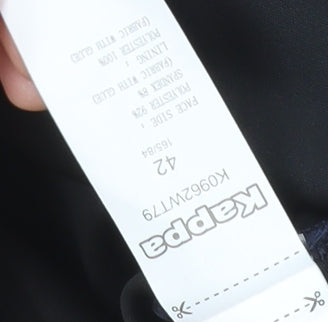 Kappa
K0962WT79
42
165/84
FACE SIDE :
POLYESTER 92%
SPANDEX 8%
(FABRIC WITH GLUE)
LINING :
POLYESTER 100%
(FABRIC WITH GLUE)